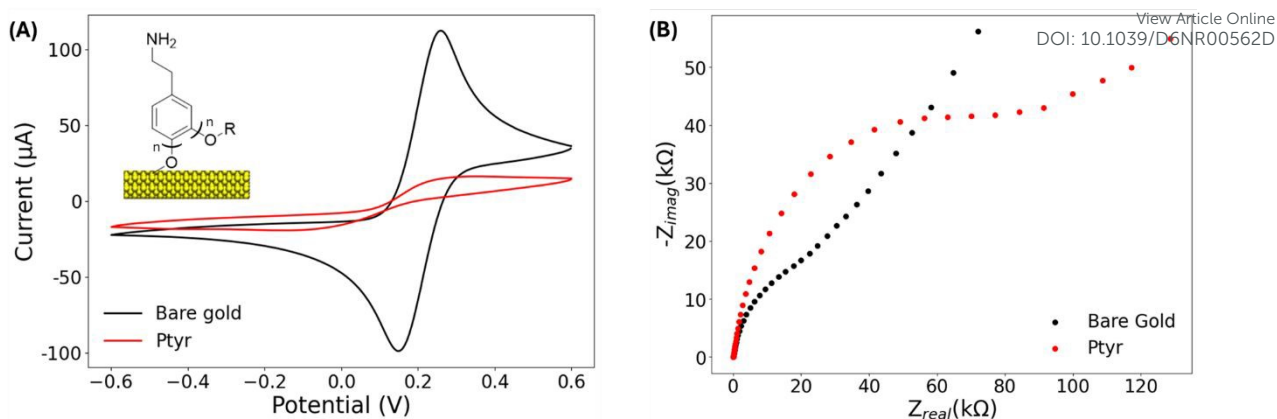 (A)
NH2
n
O-R
n
O
Current (μA)
100
50
0
-50
-100
Bare gold
Ptyr
−0.6 −0.4 −0.2 0.0 0.2 0.4 0.6
Potential (V)
(B)
View Article Online
DOI: 10.1039/D6NR00562D
-Zimag(kΩ)
50
40
30
20
10
0
Bare Gold
Ptyr
0 20 40 60 80 100 120
Zreal(kΩ)